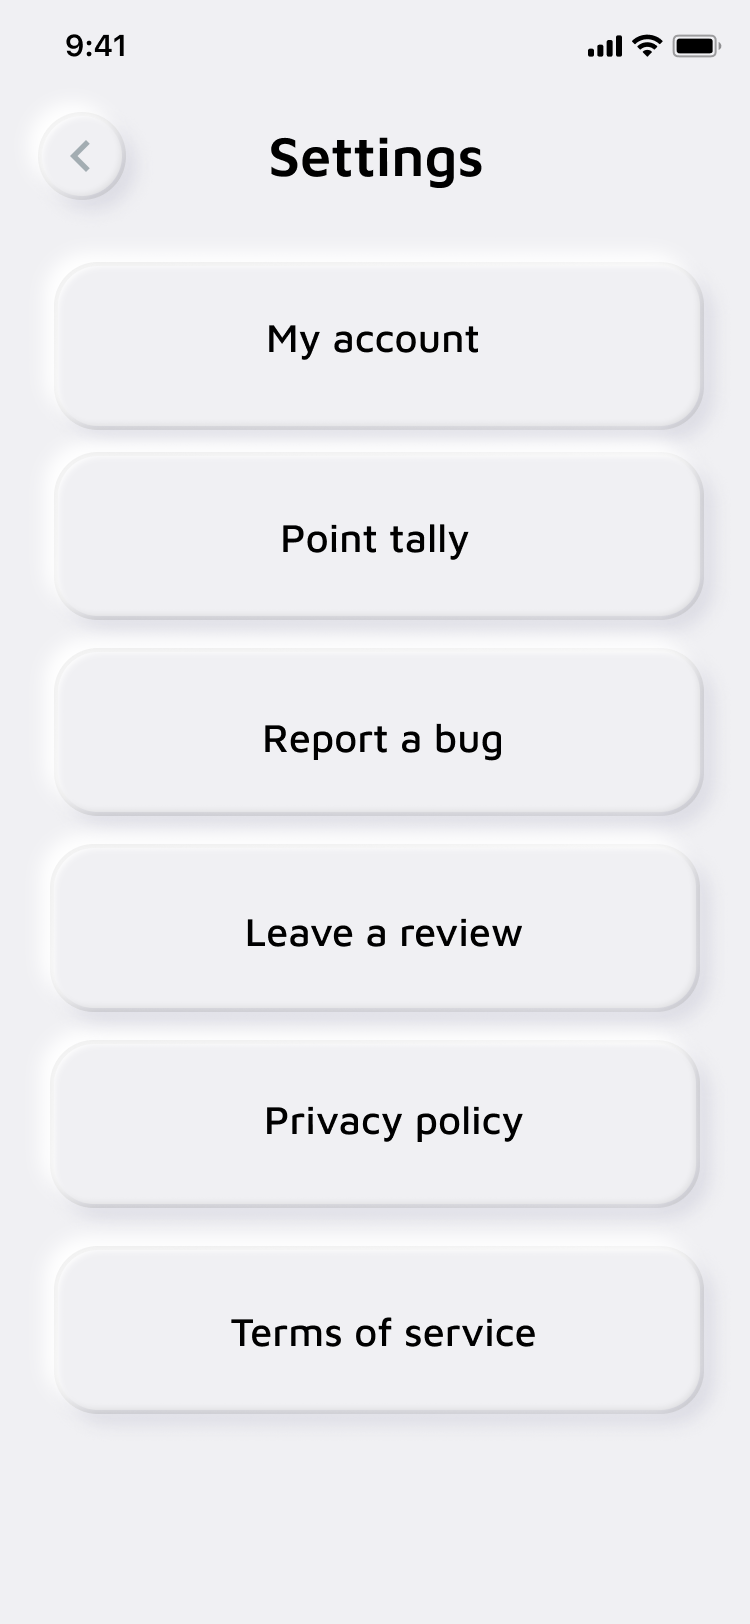 9:41
Settings
My account
Point tally
Report a bug
Leave a review
Privacy policy
Terms of service